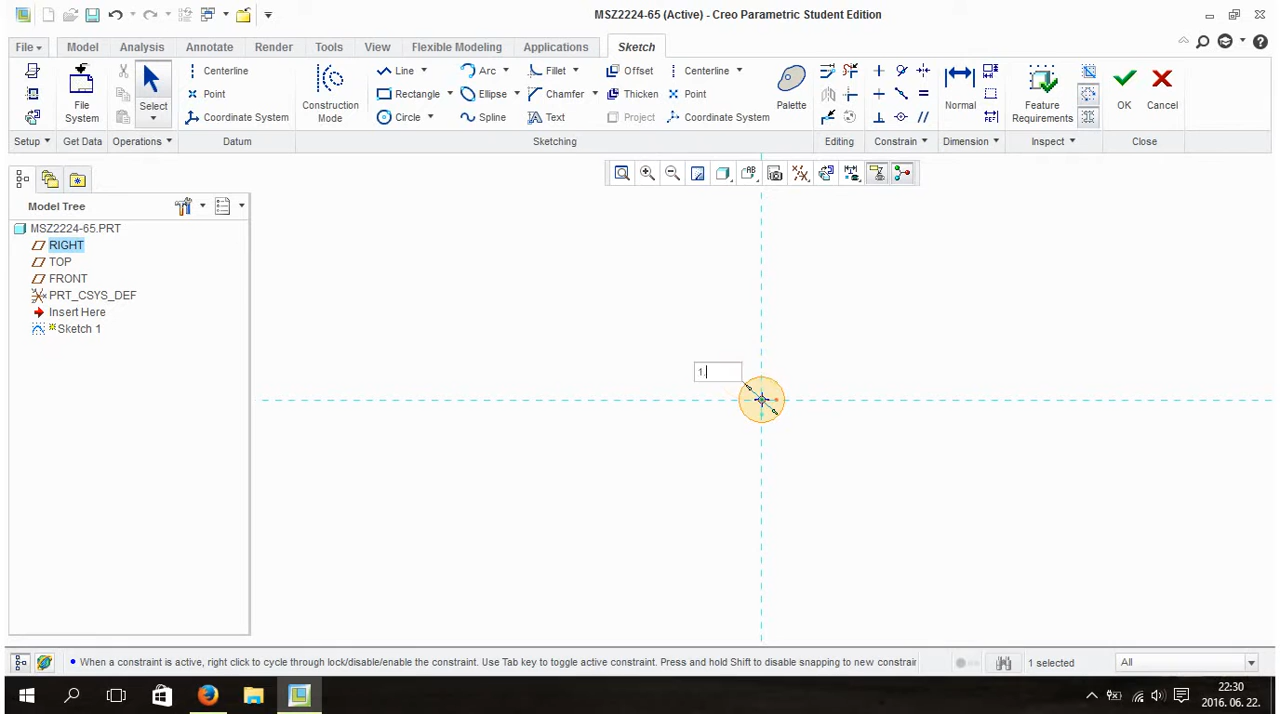 MSZ2224-65 (Active) - Creo Parametric Student Edition
File Model Analysis Annotate Render Tools View Flexible Modeling Applications Sketch
Centerline Line Arc Fillet Offset Centerline
Point Rectangle Ellipse Chamfer Thicken Point
Coordinate System Circle Spline Text Project Coordinate System
File System
Select
Construction Mode
Palette
Normal
Feature Requirements
OK Cancel
Setup Get Data Operations Datum Sketching Editing Constrain Dimension Inspect Close
Model Tree
MSZ2224-65.PRT
RIGHT
TOP
FRONT
PRT_CSYS_DEF
Insert Here
Sketch 1
1.
When a constraint is active, right click to cycle through lock/disable/enable the constraint. Use Tab key to toggle active constraint. Press and hold Shift to disable snapping to new constrai
1 selected
All
22:30
2016. 06. 22.